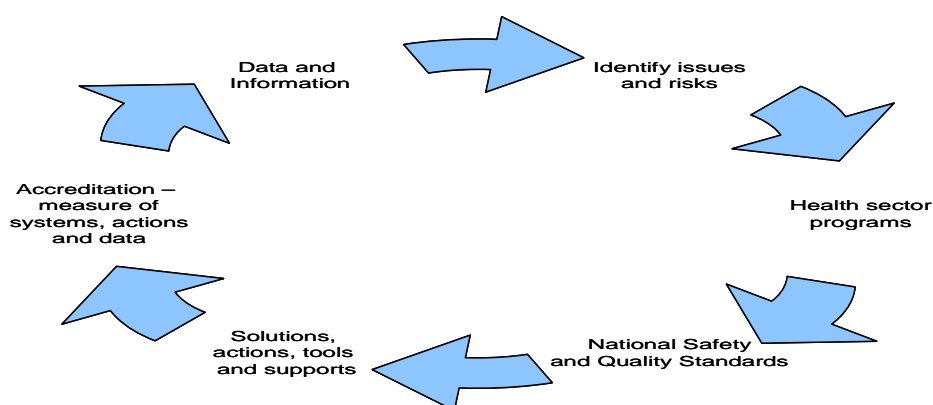 Data and
Information
Identify issues
and risks
Health sector
programs
National Safety
and Quality Standards
Solutions,
actions, tools
and supports
Accreditation –
measure of
systems, actions
and data